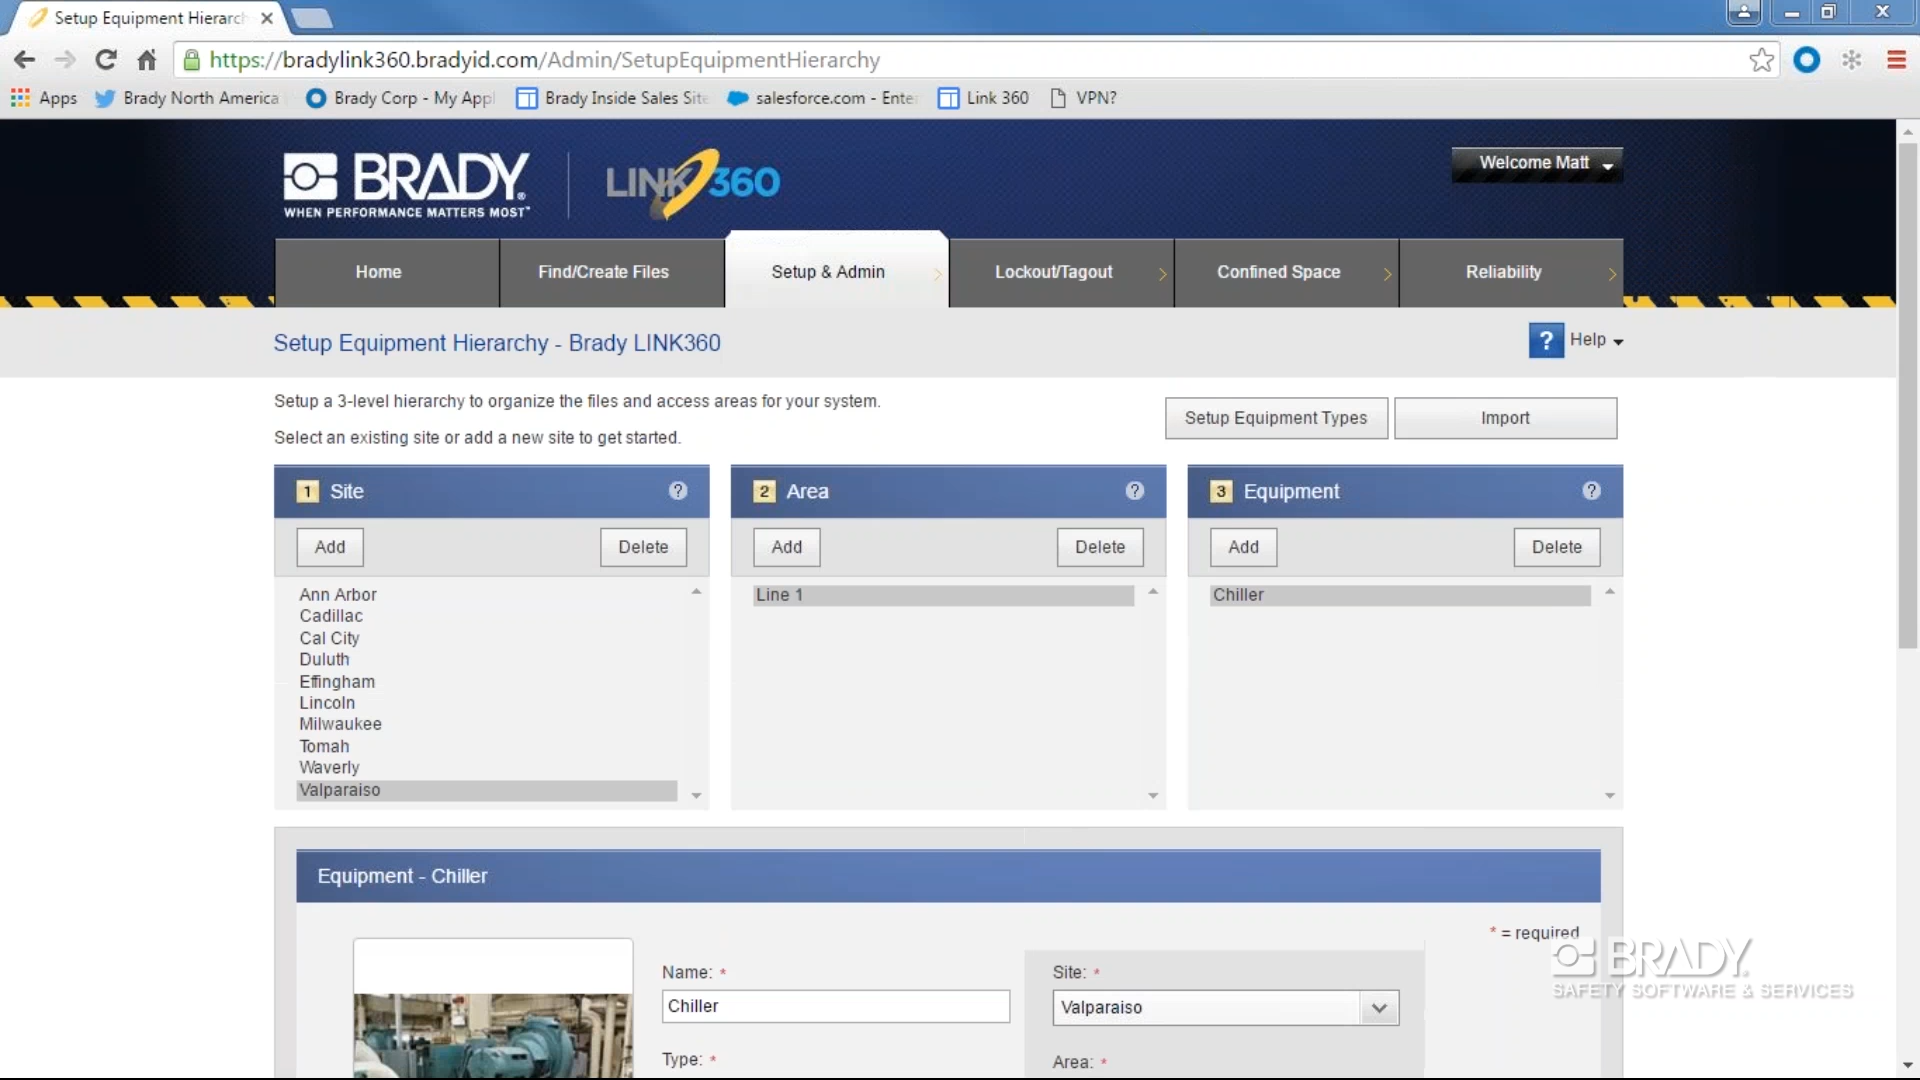 Setup Equipment Hierarch
https://bradylink360.bradyid.com/Admin/SetupEquipmentHierarchy
Apps Brady North America Brady Corp - My Appl Brady Inside Sales Site salesforce.com - Enter Link 360 VPN?
BRADY
WHEN PERFORMANCE MATTERS MOST™
LINK 360
Welcome Matt
Home Find/Create Files Setup & Admin Lockout/Tagout Confined Space Reliability
Setup Equipment Hierarchy - Brady LINK360
? Help
Setup a 3-level hierarchy to organize the files and access areas for your system.
Select an existing site or add a new site to get started.
Setup Equipment Types Import
1 Site ?
Add Delete
Ann Arbor
Cadillac
Cal City
Duluth
Effingham
Lincoln
Milwaukee
Tomah
Waverly
Valparaiso
2 Area ?
Add Delete
Line 1
3 Equipment ?
Add Delete
Chiller
Equipment - Chiller
* = required
Name: *
Chiller
Type: *
Site: *
Valparaiso
Area: *
BRADY
SAFETY SOFTWARE & SERVICES